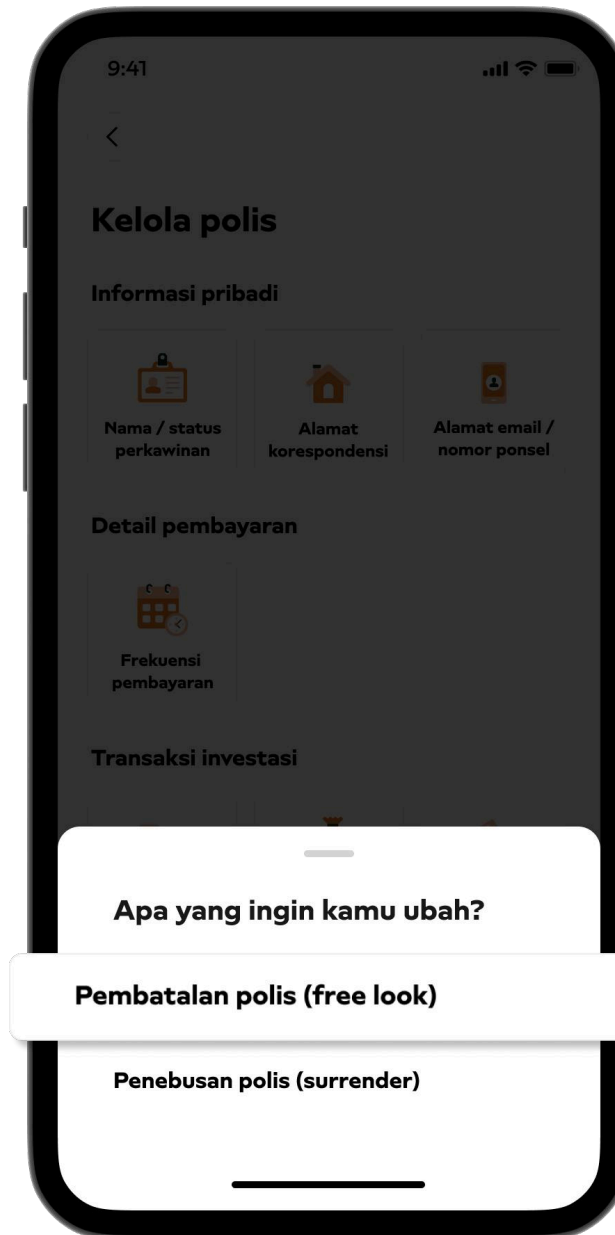 9:41
Kelola polis
Informasi pribadi
Nama / status
perkawinan
Alamat
korespondensi
Alamat email /
nomor ponsel
Detail pembayaran
Frekuensi
pembayaran
Transaksi investasi
Apa yang ingin kamu ubah?
Pembatalan polis (free look)
Penebusan polis (surrender)